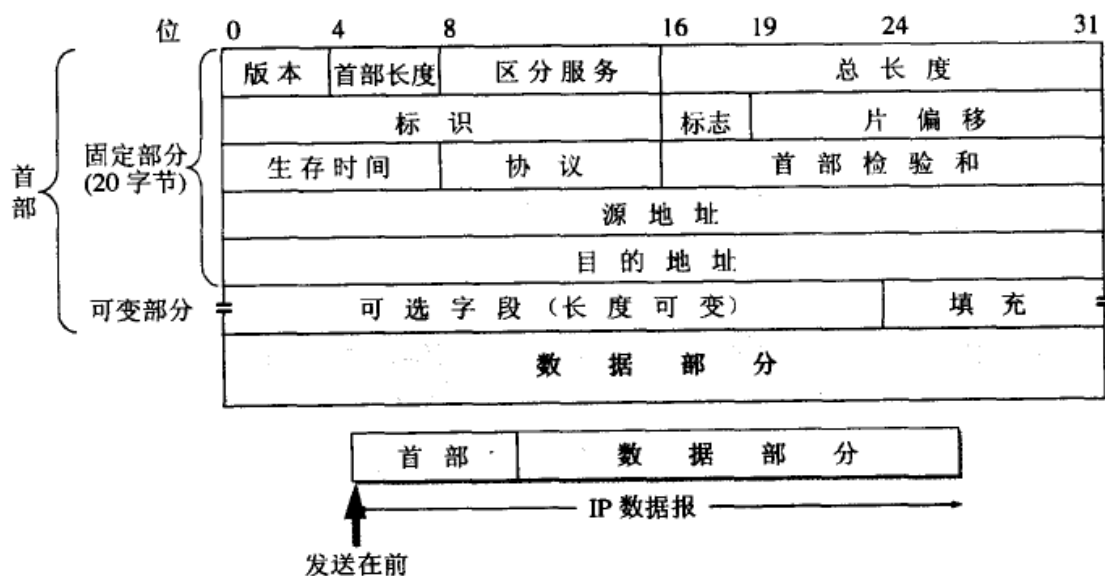 位 0 4 8 16 19 24 31
版本 首部长度 区分服务 总长度
标识 标志 片偏移
首部
固定部分
(20 字节)
生存时间 协议 首部检验和
源地址
目的地址
可变部分 可选字段（长度可变） 填充
数据部分
首部 数据部分
IP 数据报
发送在前